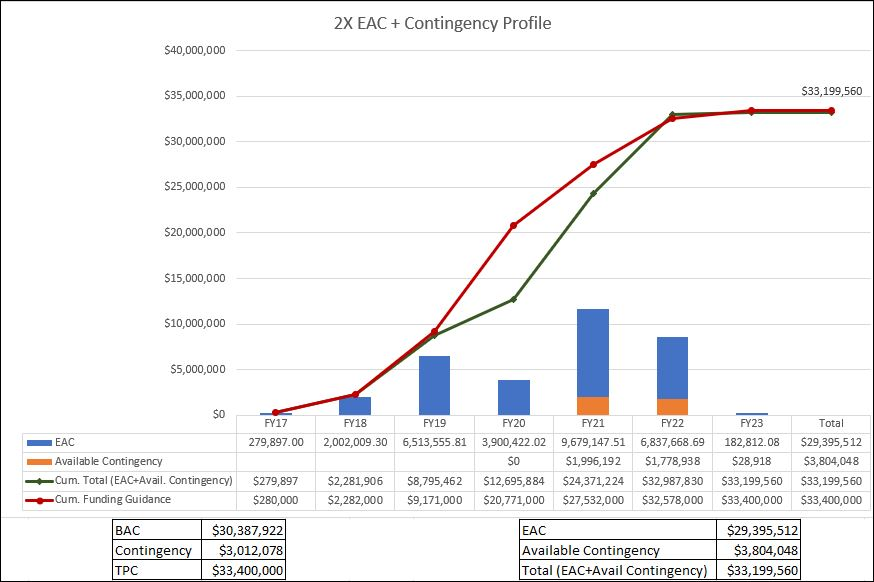 2X EAC + Contingency Profile
$40,000,000
$35,000,000
$33,199,560
$30,000,000
$25,000,000
$20,000,000
$15,000,000
$10,000,000
$5,000,000
$0
FY17 FY18 FY19 FY20 FY21 FY22 FY23 Total
EAC 279,897.00 2,002,009.30 6,513,555.81 3,900,422.02 9,679,147.51 6,837,668.69 182,812.08 $29,395,512
Available Contingency $0 $1,996,192 $1,778,938 $28,918 $3,804,048
Cum. Total (EAC+Avail. Contingency) $279,897 $2,281,906 $8,795,462 $12,695,884 $24,371,224 $32,987,830 $33,199,560 $33,199,560
Cum. Funding Guidance $280,000 $2,282,000 $9,171,000 $20,771,000 $27,532,000 $32,578,000 $33,400,000 $33,400,000
BAC $30,387,922
Contingency $3,012,078
TPC $33,400,000
EAC $29,395,512
Available Contingency $3,804,048
Total (EAC+Avail Contingency) $33,199,560